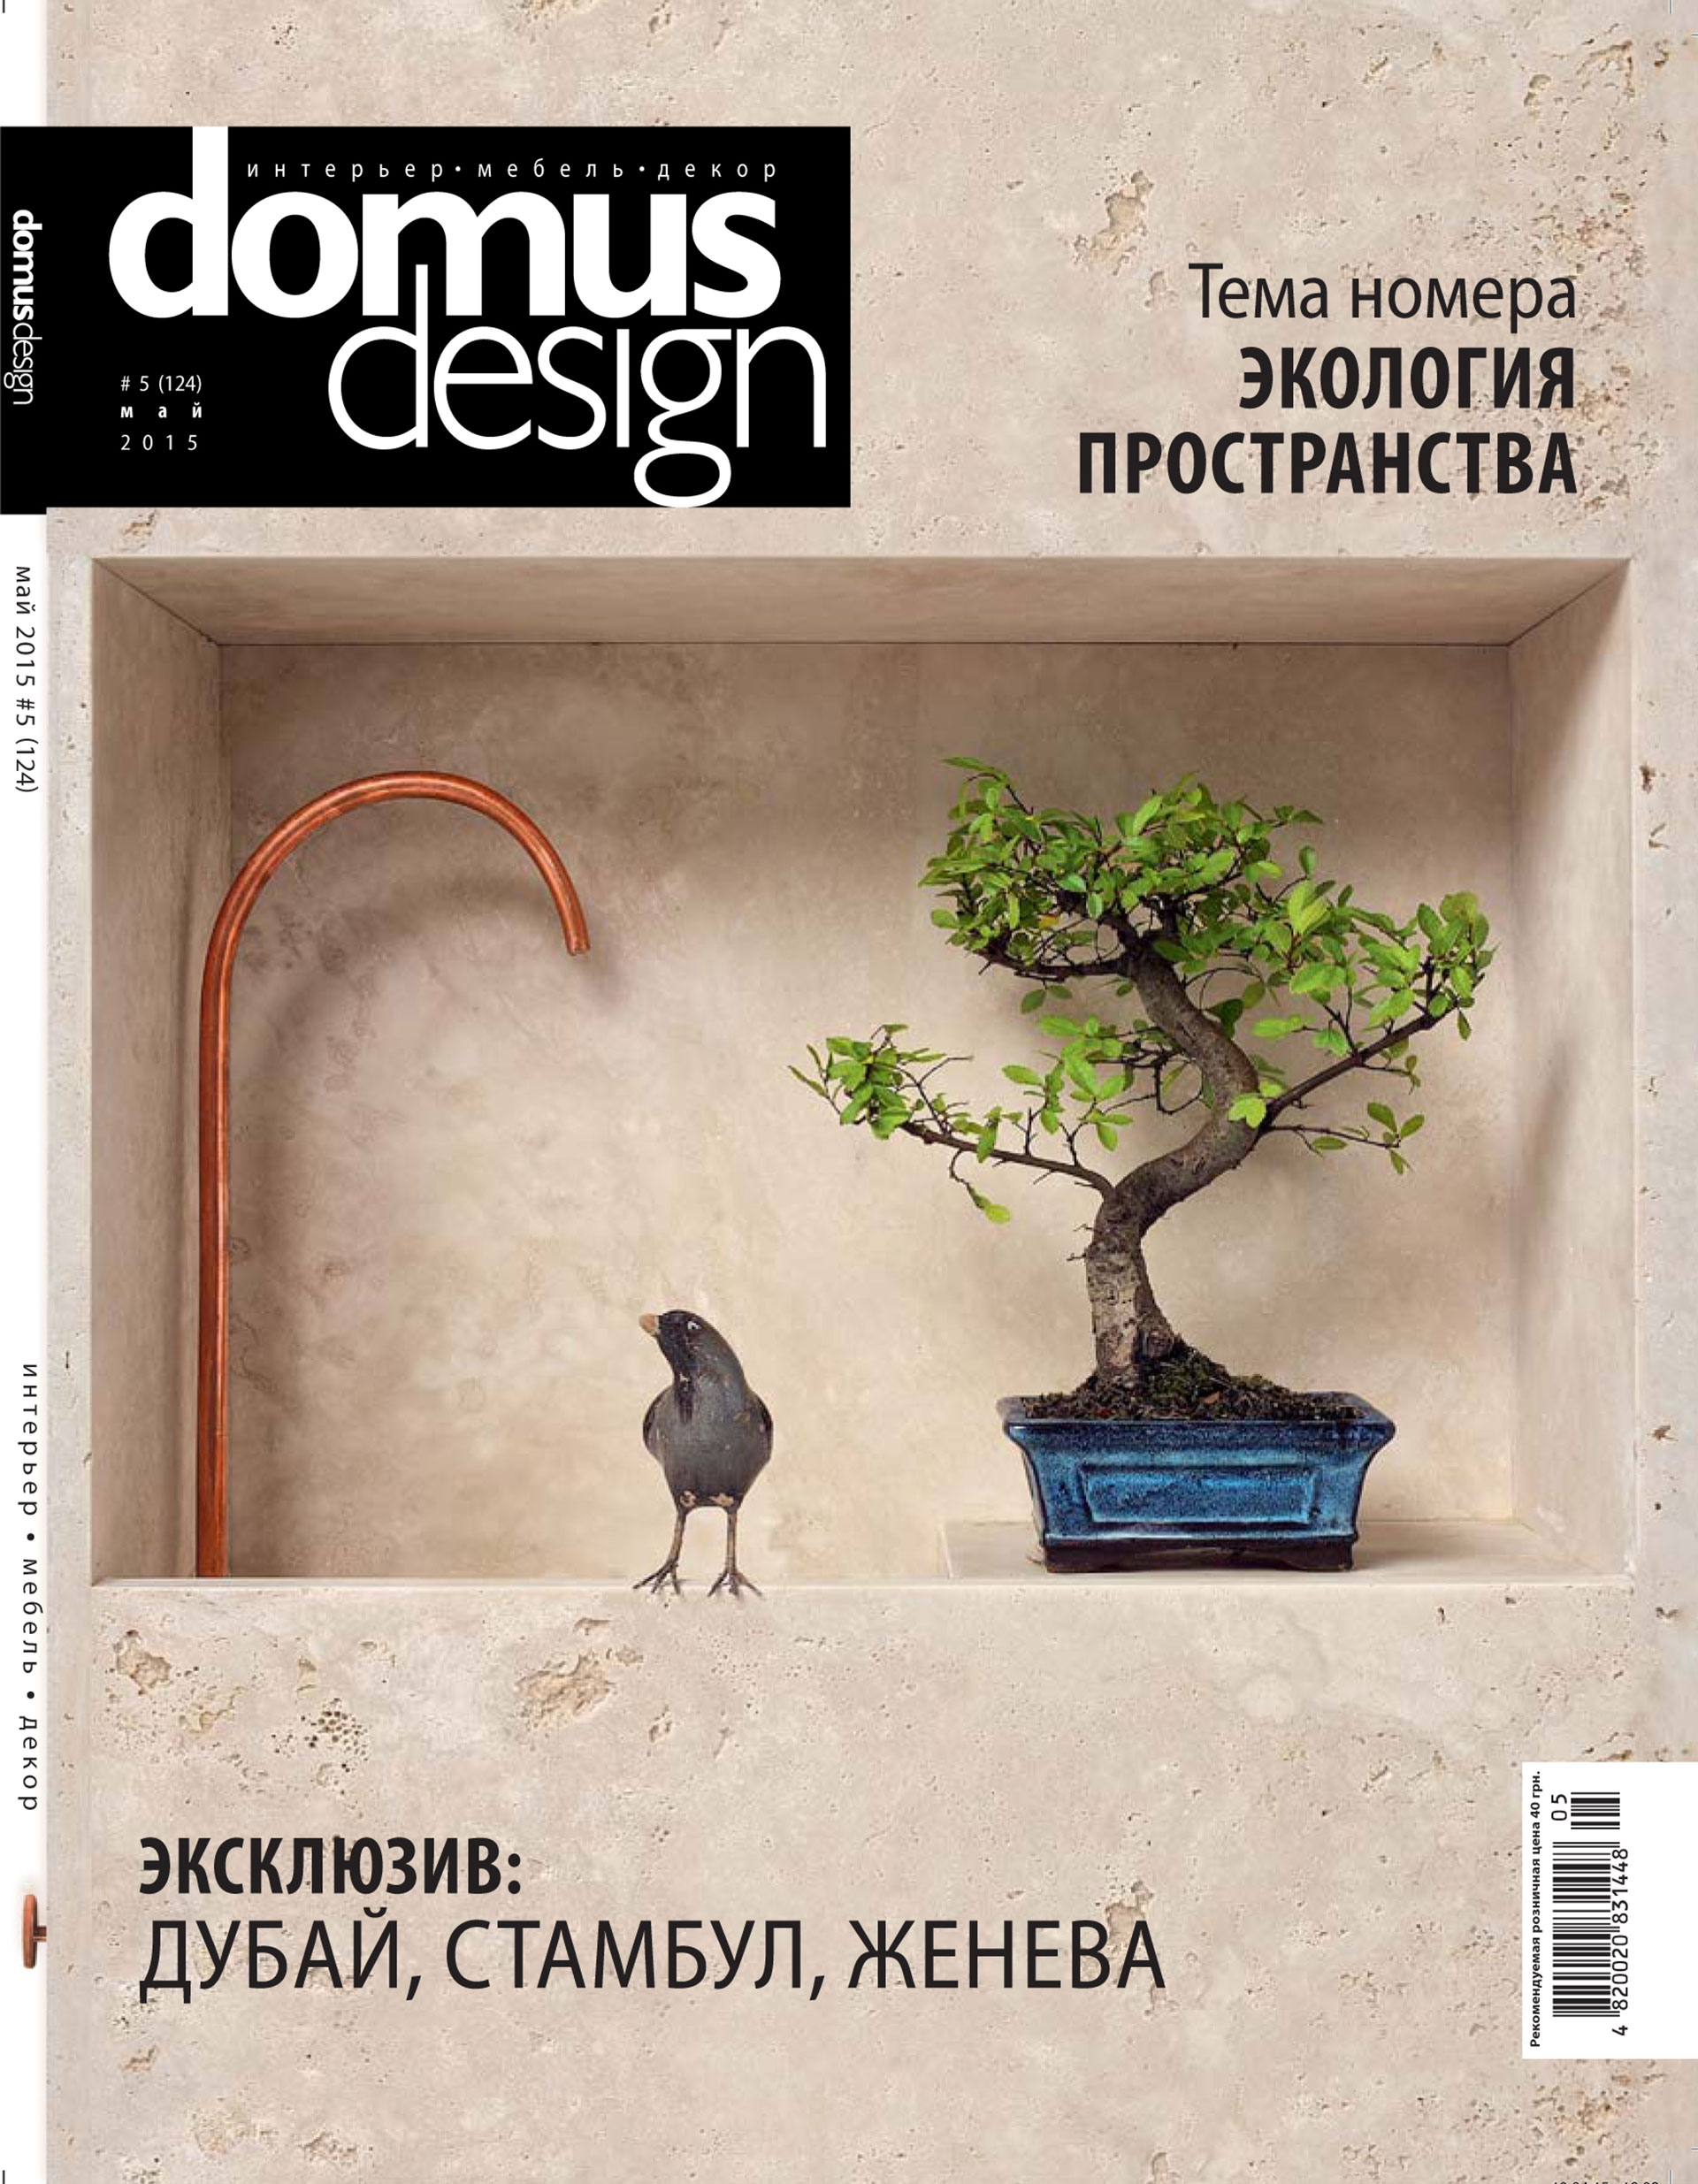 интерьер•мебель•декор
domus
design
# 5 (124)
май
2015
Тема номера
ЭКОЛОГИЯ
ПРОСТРАНСТВА
domusdesign
май 2015 #5 (124)
интерьер • мебель • декор
ЭКСКЛЮЗИВ:
ДУБАЙ, СТАМБУЛ, ЖЕНЕВА
Рекомендуемая розничная цена 40 грн.
05
4 820020 831448